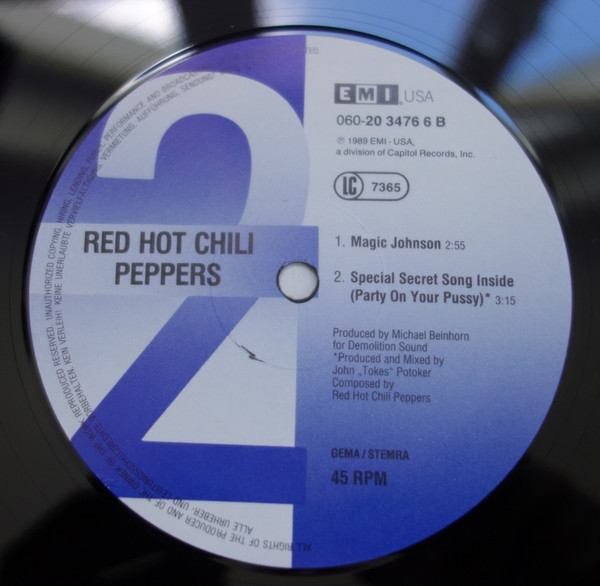 2
RED HOT CHILI
PEPPERS
EMI USA
060-20 3476 6 B
℗ 1989 EMI - USA,
a division of Capitol Records, Inc.
LC 7365
1. Magic Johnson 2:55
2. Special Secret Song Inside
(Party On Your Pussy)* 3:15
Produced by Michael Beinhorn
for Demolition Sound
*Produced and Mixed by
John „Tokes“ Potoker
Composed by
Red Hot Chili Peppers
GEMA/STEMRA
45 RPM
ALL RIGHTS OF THE PRODUCER AND OF THE OWNER OF THE WORK REPRODUCED RESERVED. UNAUTHORIZED COPYING, HIRING, LENDING, PUBLIC PERFORMANCE AND BROADCASTING
ALLE URHEBER- UND LEISTUNGSSCHUTZRECHTE VORBEHALTEN. KEIN VERLEIH! KEINE UNERLAUBTE VERVIELFÄLTIGUNG, VERMIETUNG, AUFFÜHRUNG, SENDUNG!